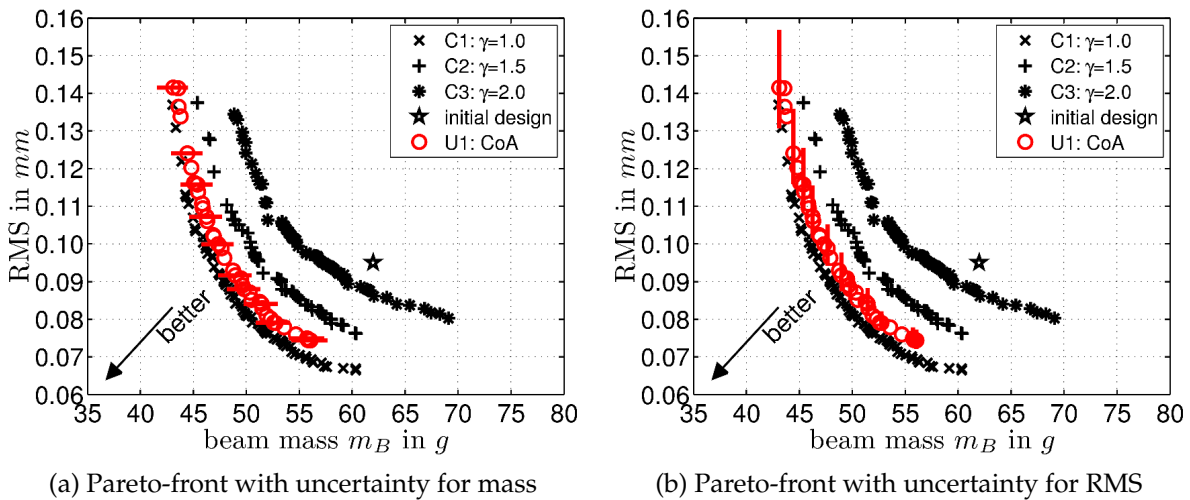 0.16
0.15
0.14
0.13
0.12
0.11
0.10
0.09
0.08
0.07
0.06
RMS in mm
35 40 45 50 55 60 65 70 75 80
beam mass m_B in g
C1: γ=1.0
C2: γ=1.5
C3: γ=2.0
initial design
U1: CoA
better
(a) Pareto-front with uncertainty for mass
0.16
0.15
0.14
0.13
0.12
0.11
0.10
0.09
0.08
0.07
0.06
RMS in mm
35 40 45 50 55 60 65 70 75 80
beam mass m_B in g
C1: γ=1.0
C2: γ=1.5
C3: γ=2.0
initial design
U1: CoA
better
(b) Pareto-front with uncertainty for RMS